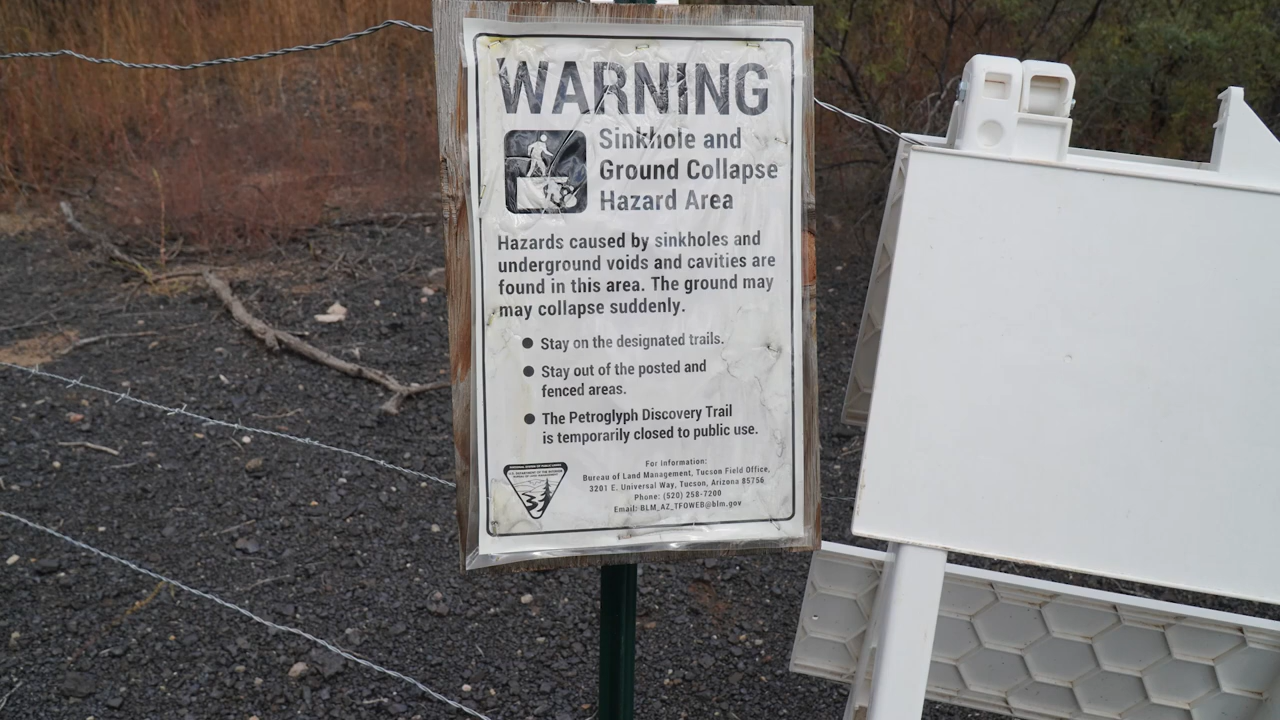 WARNING
Sinkhole and
Ground Collapse
Hazard Area
Hazards caused by sinkholes and
underground voids and cavities are
found in this area. The ground may
may collapse suddenly.
● Stay on the designated trails.
● Stay out of the posted and
fenced areas.
● The Petroglyph Discovery Trail
is temporarily closed to public use.
For Information:
Bureau of Land Management, Tucson Field Office,
3201 E. Universal Way, Tucson, Arizona 85756
Phone: (520) 258-7200
Email: BLM_AZ_TFOWEB@blm.gov